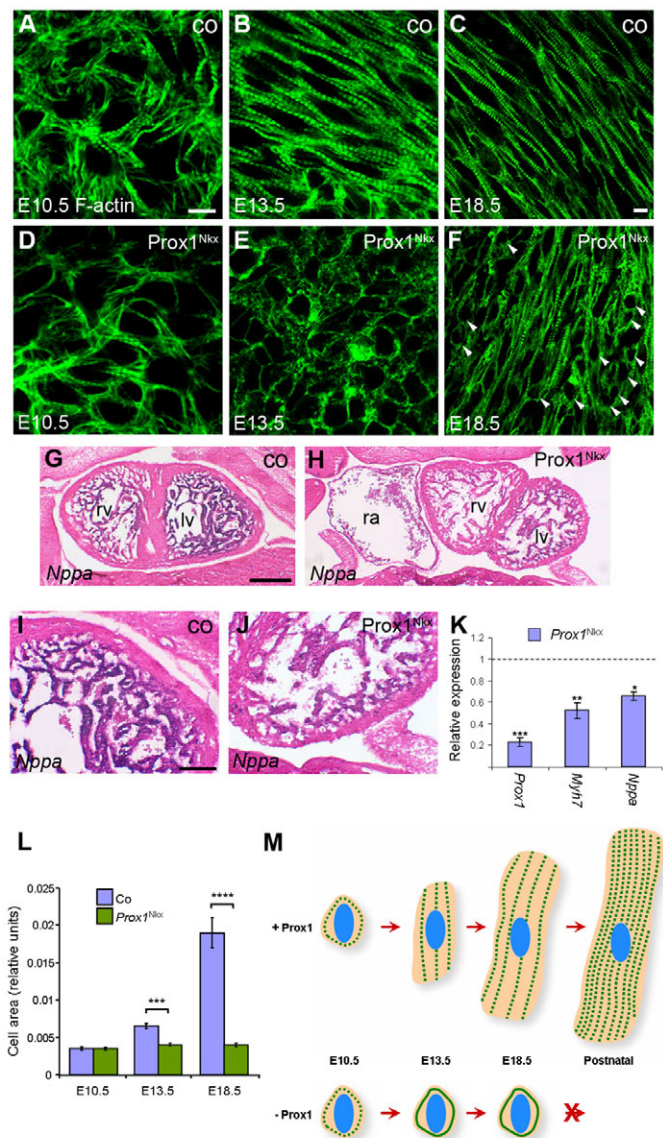 A co
E10.5 F-actin
B co
E13.5
C co
E18.5
D Prox1Nkx
E10.5
E Prox1Nkx
E13.5
F Prox1Nkx
E18.5
G co
rv lv
Nppa
H Prox1Nkx
ra rv lv
Nppa
I co
Nppa
J Prox1Nkx
Nppa
K
Prox1Nkx
Relative expression
1.2
1
0.8
0.6
0.4
0.2
***
**
*
Prox1 Myh7 Nppa
L
Cell area (relative units)
0.025
0.02
0.015
0.01
0.005
0
Co
Prox1Nkx
***
****
E10.5 E13.5 E18.5
M
+ Prox1
E10.5 E13.5 E18.5 Postnatal
- Prox1
X